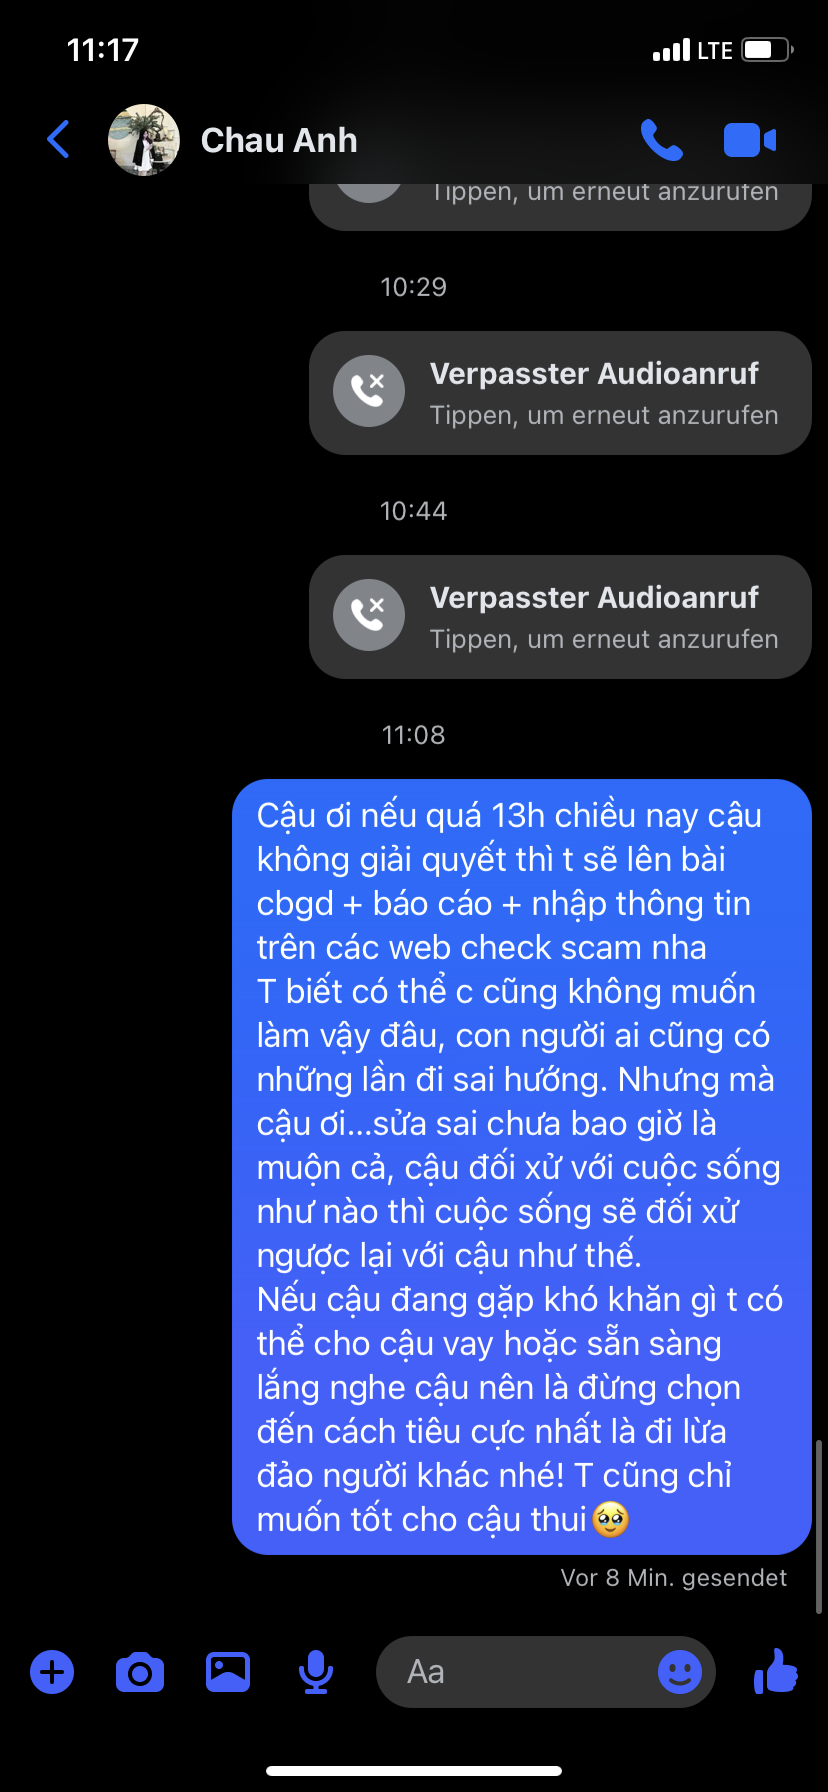 11:17
LTE
Chau Anh
Tippen, um erneut anzurufen
10:29
Verpasster Audioanruf
Tippen, um erneut anzurufen
10:44
Verpasster Audioanruf
Tippen, um erneut anzurufen
11:08
Cậu ơi nếu quá 13h chiều nay cậu
không giải quyết thì t sẽ lên bài
cbgd + báo cáo + nhập thông tin
trên các web check scam nha
T biết có thể c cũng không muốn
làm vậy đâu, con người ai cũng có
những lần đi sai hướng. Nhưng mà
cậu ơi...sửa sai chưa bao giờ là
muộn cả, cậu đối xử với cuộc sống
như nào thì cuộc sống sẽ đối xử
ngược lại với cậu như thế.
Nếu cậu đang gặp khó khăn gì t có
thể cho cậu vay hoặc sẵn sàng
lắng nghe cậu nên là đừng chọn
đến cách tiêu cực nhất là đi lừa
đảo người khác nhé! T cũng chỉ
muốn tốt cho cậu thui🥹
Vor 8 Min. gesendet
Aa